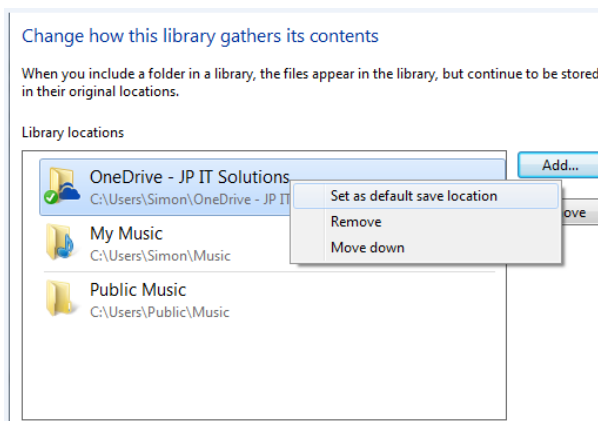 Change how this library gathers its contents
When you include a folder in a library, the files appear in the library, but continue to be stored
in their original locations.
Library locations
OneDrive - JP IT Solutions
C:\Users\Simon\OneDrive - JP IT
Add...
Set as default save location
Remove
Move down
ove
My Music
C:\Users\Simon\Music
Public Music
C:\Users\Public\Music